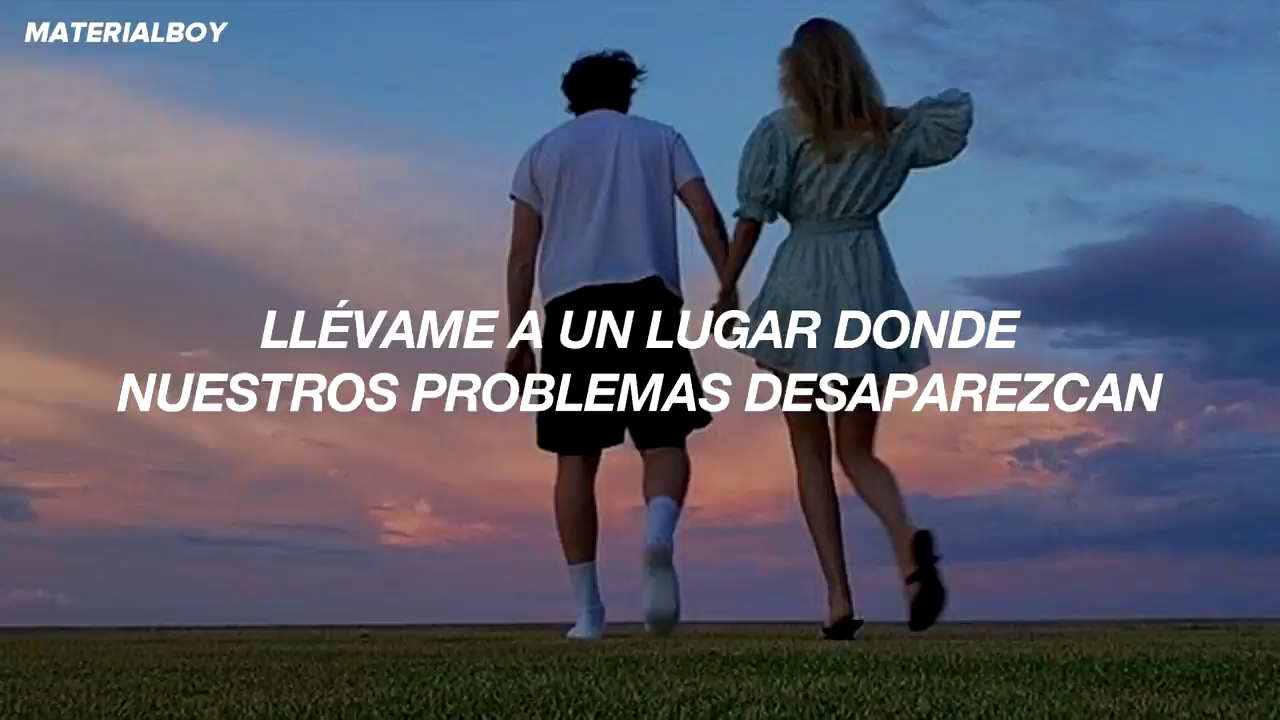 MATERIALBOY
LLÉVAME A UN LUGAR DONDE
NUESTROS PROBLEMAS DESAPAREZCAN